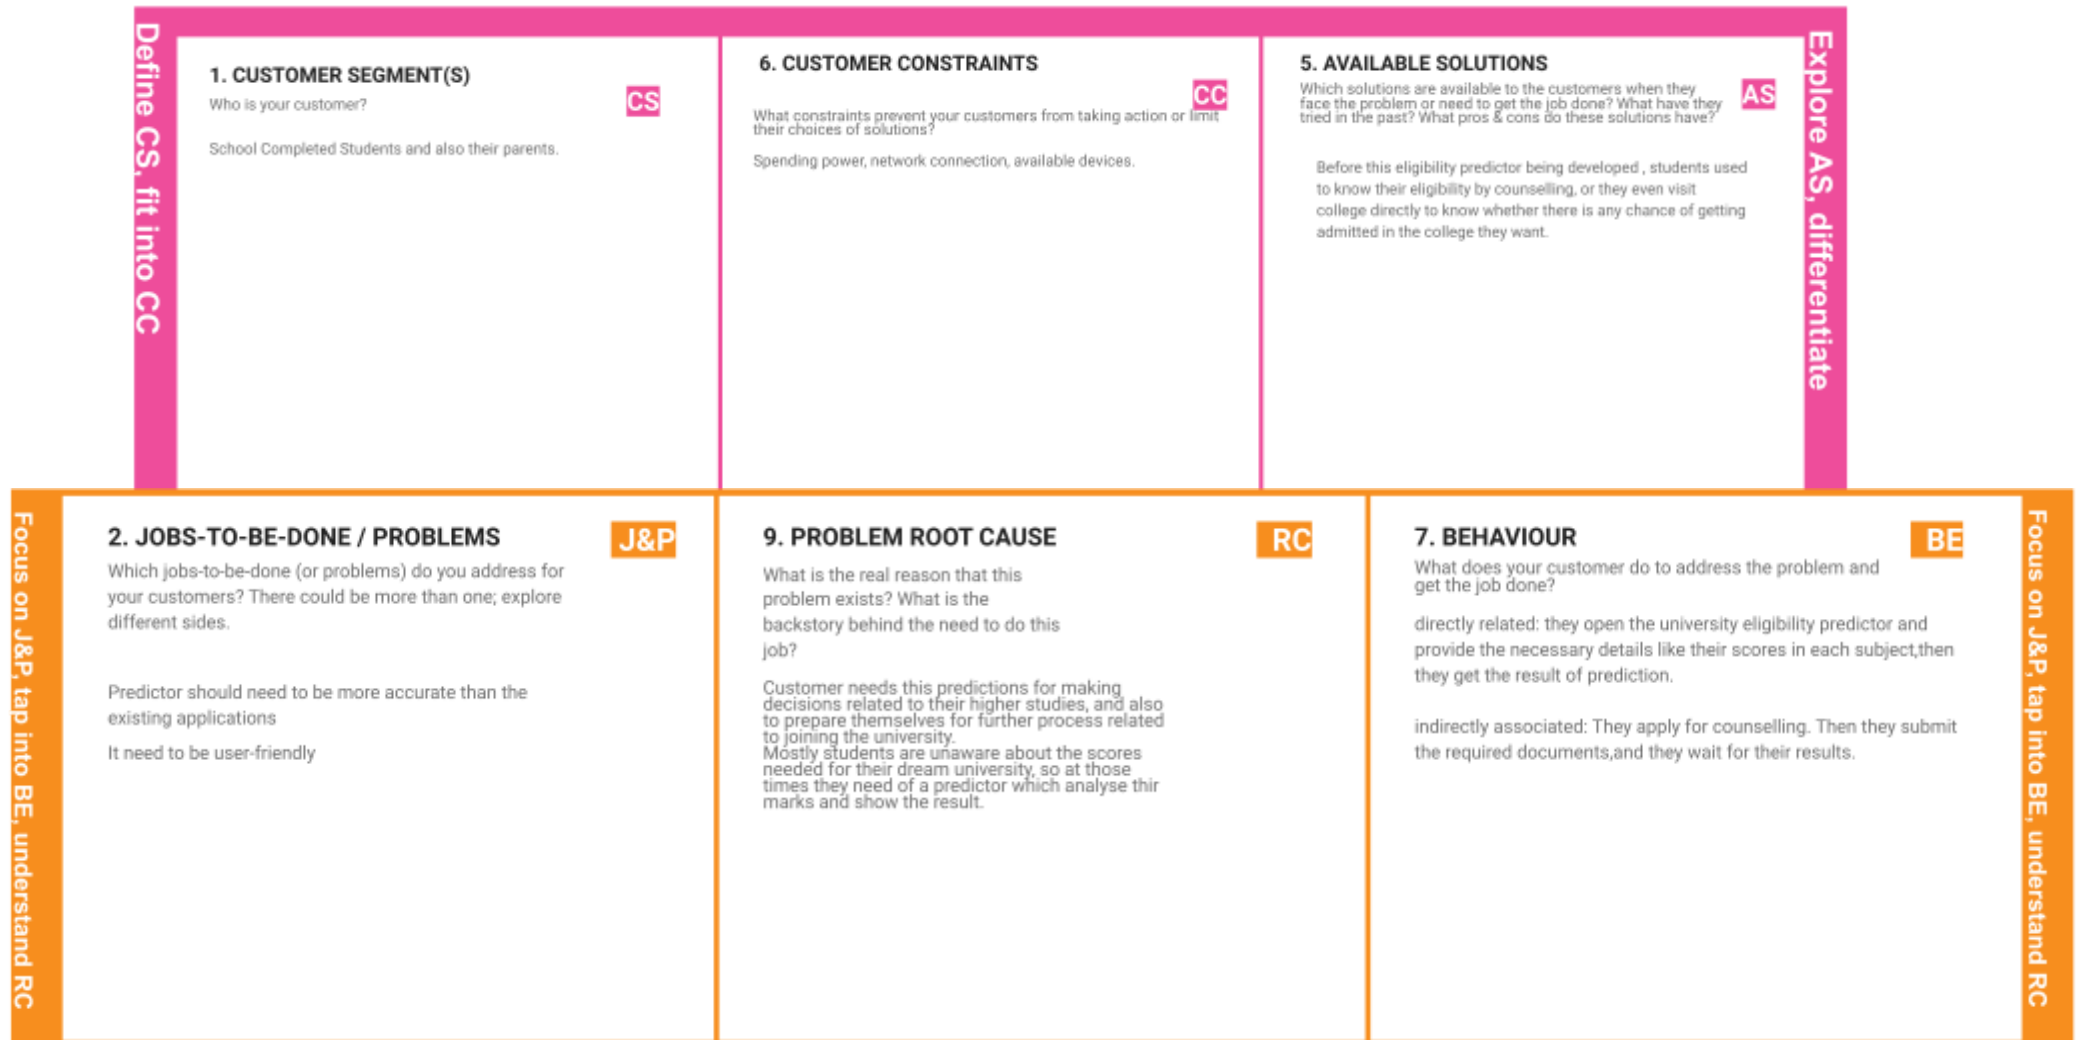 Define CS, fit into CC
1. CUSTOMER SEGMENT(S)
CS
Who is your customer?
School Completed Students and also their parents.
6. CUSTOMER CONSTRAINTS
CC
What constraints prevent your customers from taking action or limit
their choices of solutions?
Spending power, network connection, available devices.
5. AVAILABLE SOLUTIONS
AS
Which solutions are available to the customers when they
face the problem or need to get the job done? What have they
tried in the past? What pros & cons do these solutions have?
Before this eligibility predictor being developed , students used
to know their eligibility by counselling, or they even visit
college directly to know whether there is any chance of getting
admitted in the college they want.
Explore AS, differentiate
Focus on J&P, tap into BE, understand RC
2. JOBS-TO-BE-DONE / PROBLEMS
J&P
Which jobs-to-be-done (or problems) do you address for
your customers? There could be more than one; explore
different sides.
Predictor should need to be more accurate than the
existing applications
It need to be user-friendly
9. PROBLEM ROOT CAUSE
RC
What is the real reason that this
problem exists? What is the
backstory behind the need to do this
job?
Customer needs this predictions for making
decisions related to their higher studies, and also
to prepare themselves for further process related
to joining the university.
Mostly students are unaware about the scores
needed for their dream university, so at those
times they need of a predictor which analyse thir
marks and show the result.
7. BEHAVIOUR
BE
What does your customer do to address the problem and
get the job done?
directly related: they open the university eligibility predictor and
provide the necessary details like their scores in each subject,then
they get the result of prediction.
indirectly associated: They apply for counselling. Then they submit
the required documents,and they wait for their results.
Focus on J&P, tap into BE, understand RC